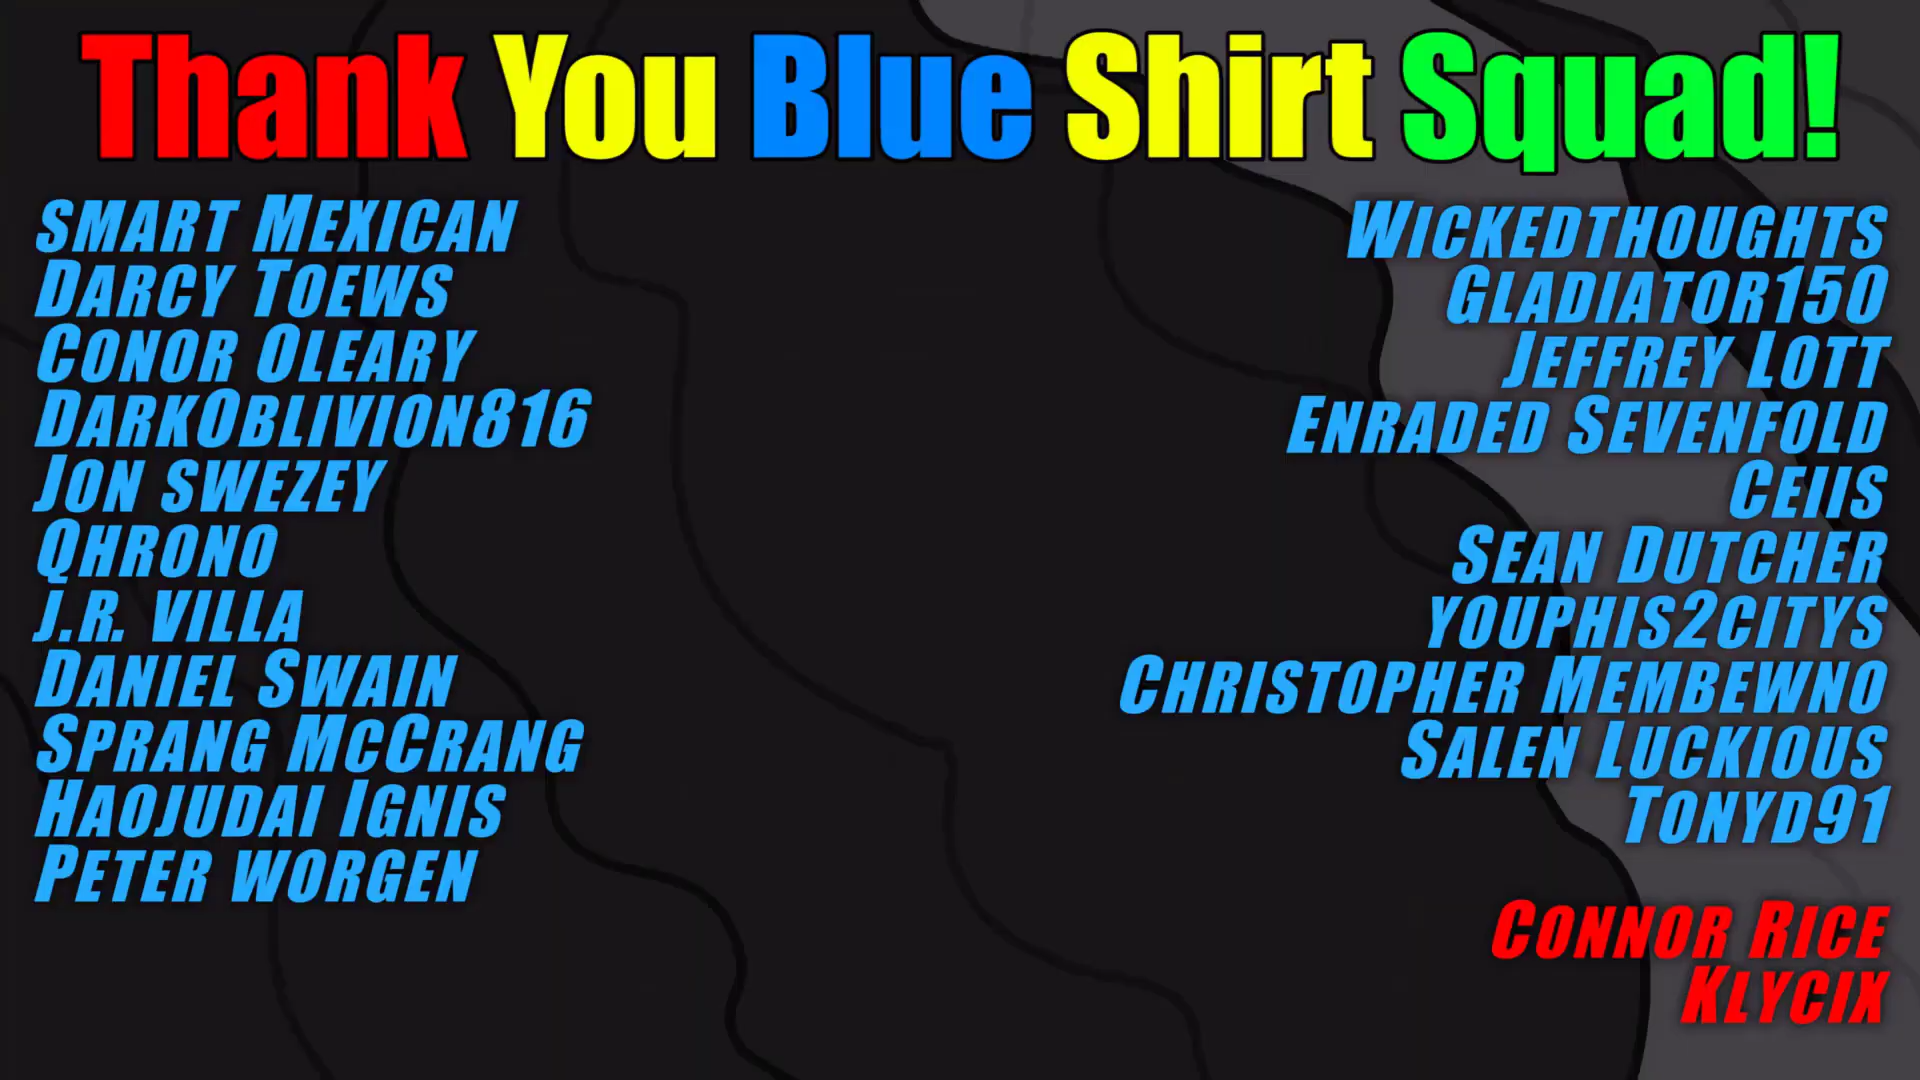 Thank You Blue Shirt Squad!
smart Mexican
Darcy Toews
Conor Oleary
DarkOblivion816
Jon swezey
Qhrono
j.r. villa
Daniel Swain
Sprang McCrang
Haojudai Ignis
Peter worgen
Wickedthoughts
Gladiator150
Jeffrey Lott
Enraded Sevenfold
Ceiis
Sean Dutcher
youphis2citys
Christopher Membewno
Salen Luckious
Tonyd91
Connor Rice
Klycix